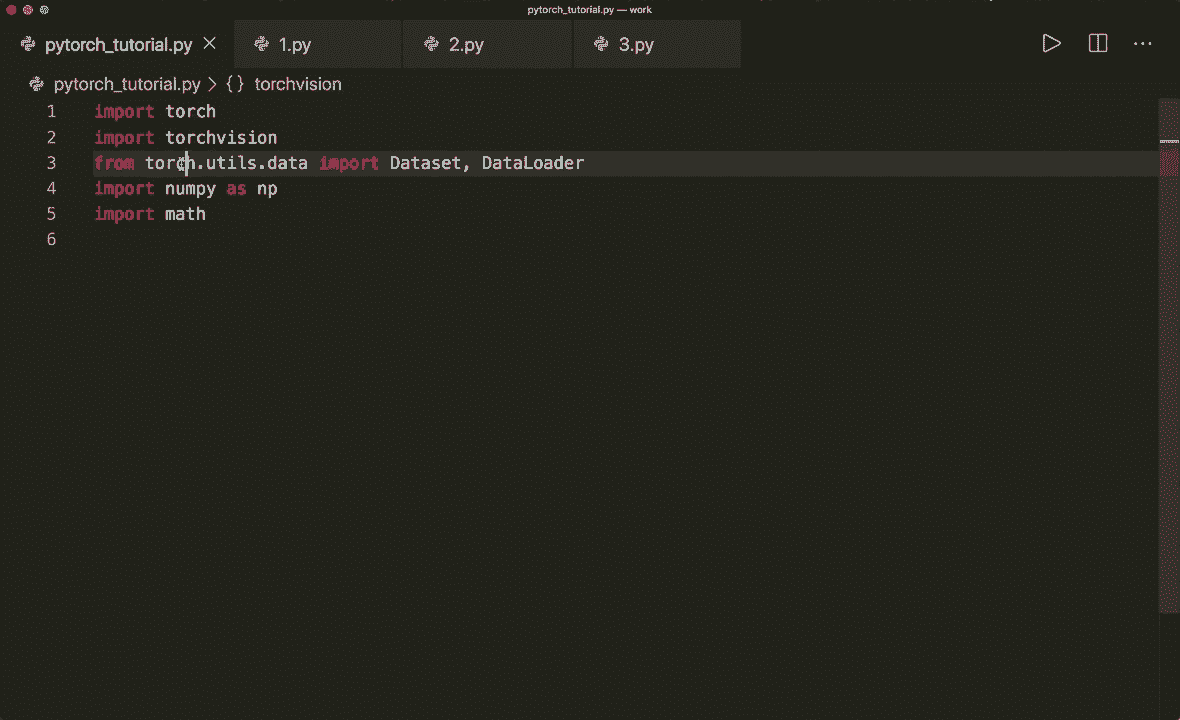 pytorch_tutorial.py — work
pytorch_tutorial.py 1.py 2.py 3.py
pytorch_tutorial.py > {} torchvision
1 import torch
2 import torchvision
3 from torch.utils.data import Dataset, DataLoader
4 import numpy as np
5 import math
6